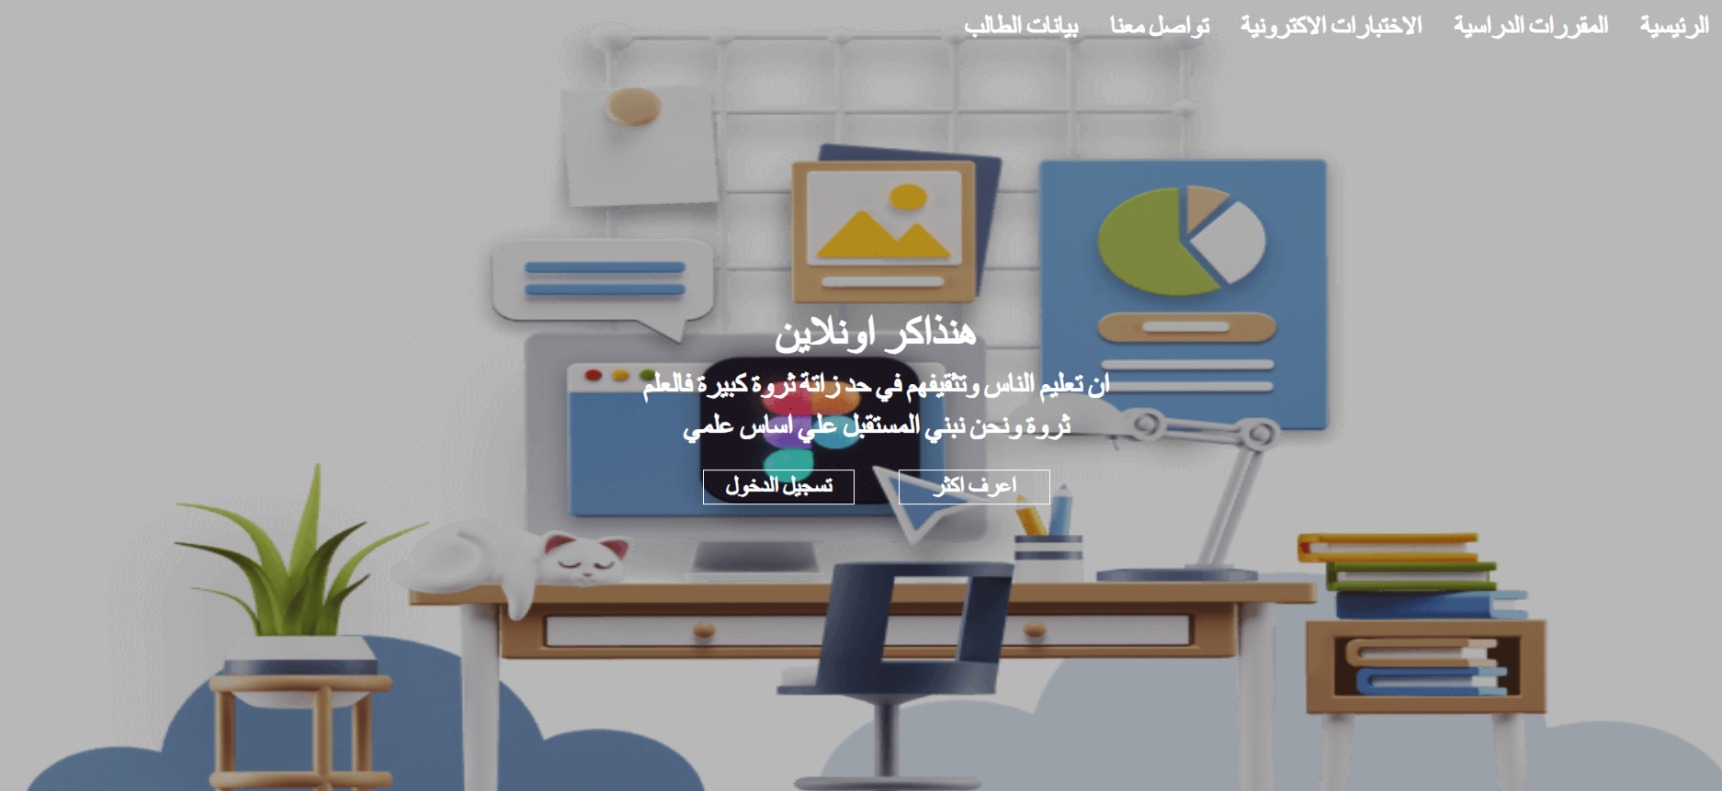 الرئيسية
المقررات الدراسية
الاختبارات الاكترونية
تواصل معنا
بيانات الطالب
هنذاكر اونلاين
ان تعليم الناس وتثقيفهم في حد زاتة ثروة كبيرة فالعلم
ثروة ونحن نبني المستقبل علي اساس علمي
اعرف اكثر
تسجيل الدخول